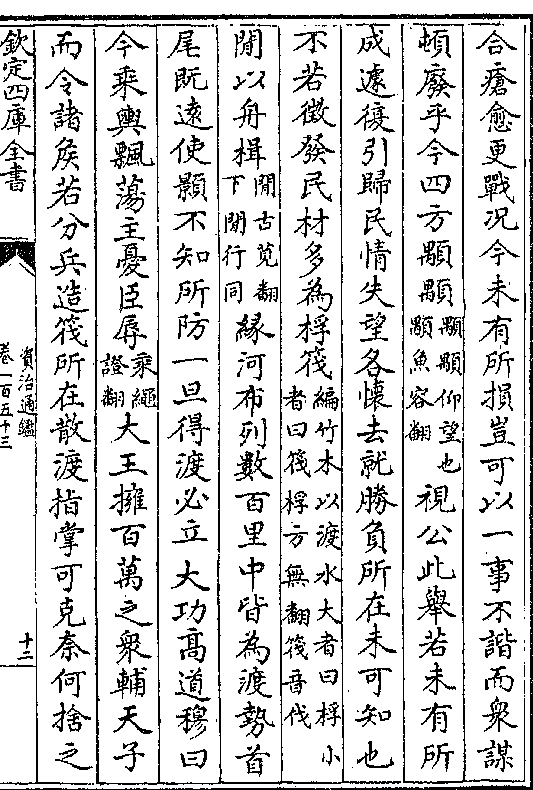 合瘡愈更戰况今未有所損豈可以一事不諧而衆謀
頓廢乎今四方顒顒顒顒仰望也顒魚容翻視公此舉若未有所
成遽復引歸民情失望各懷去就勝負所在未可知也
不若徵發民材多為桴筏編竹木以渡水大者曰桴小者曰筏桴方無翻筏音伐
間以舟楫間古莧翻下間行同緣河布列數百里中皆為渡勢首
尾既遠使顥不知所防一旦得渡必立大功高道穆曰
今乘輿飄蕩主憂臣辱乘繩證翻大王擁百萬之衆輔天子
而令諸侯若分兵造筏所在散渡指掌可克奈何捨之
欽定四庫全書
資治通鑑
卷一百五十三
十二